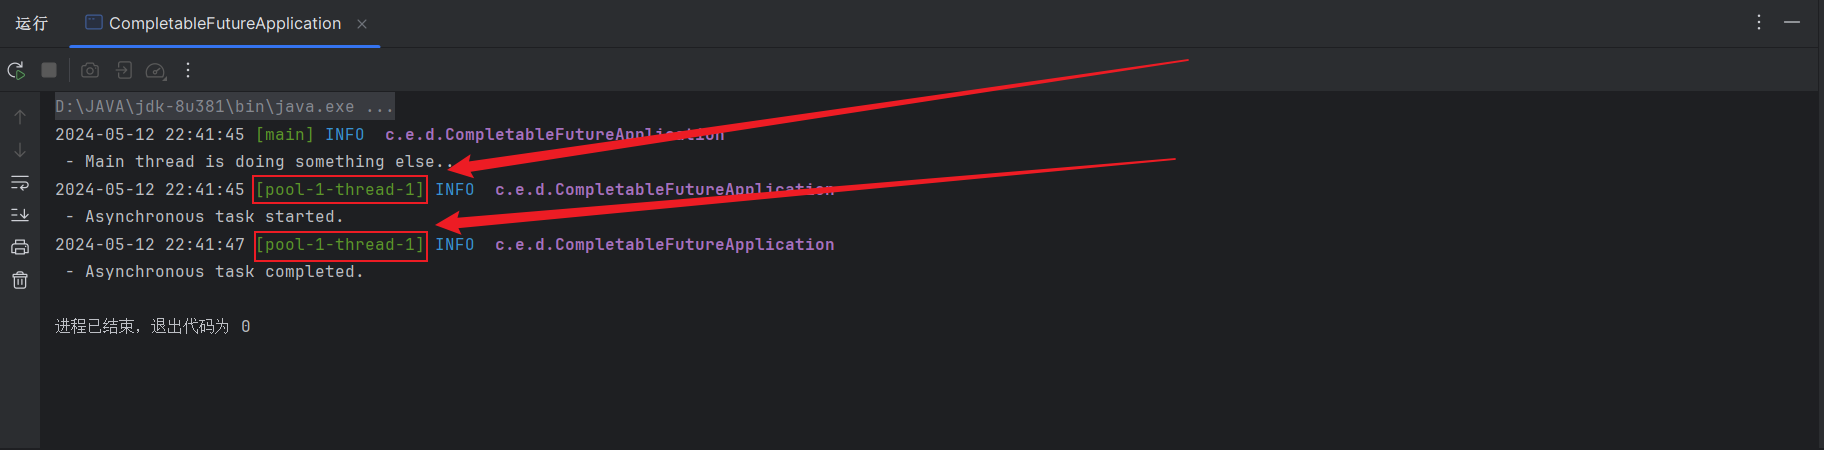 运行 CompletableFutureApplication
D:\JAVA\jdk-8u381\bin\java.exe ...
2024-05-12 22:41:45 [main] INFO  c.e.d.CompletableFutureApplication
- Main thread is doing something else..
2024-05-12 22:41:45 [pool-1-thread-1] INFO  c.e.d.CompletableFutureApplication
- Asynchronous task started.
2024-05-12 22:41:47 [pool-1-thread-1] INFO  c.e.d.CompletableFutureApplication
- Asynchronous task completed.
进程已结束，退出代码为 0